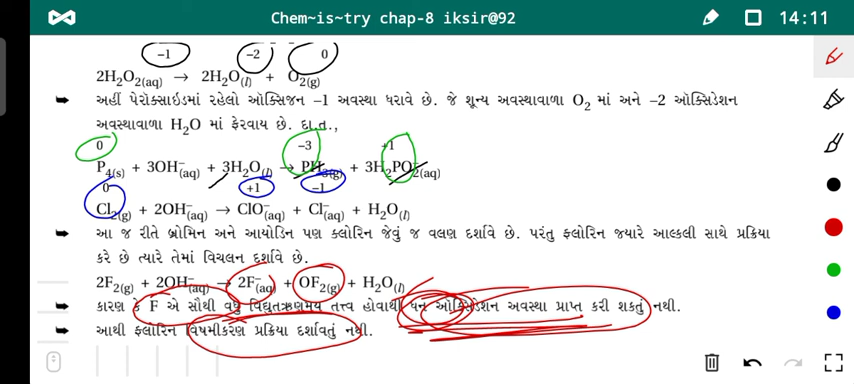 Chem~is~try chap-8 iksir@92 14:11
-1 -2 0
2H₂O₂(aq) → 2H₂O(l) + O₂(g)
➥ અહીં પેરોક્સાઇડમાં રહેલો ઑક્સિજન −1 અવસ્થા ધરાવે છે. જે શૂન્ય અવસ્થાવાળા O₂ માં અને −2 ઑક્સિડેશન
અવસ્થાવાળા H₂O માં ફેરવાય છે. દા.ત.,
0 -3 +1
P₄(s) + 3OH⁻(aq) + 3H₂O(l) → PH₃(g) + 3H₂PO₂⁻(aq)
0 +1 -1
Cl₂(g) + 2OH⁻(aq) → ClO⁻(aq) + Cl⁻(aq) + H₂O(l)
➥ આ જ રીતે બ્રોમિન અને આયોડિન પણ ક્લોરિન જેવું જ વલણ દર્શાવે છે. પરંતુ ફ્લોરિન જ્યારે આલ્કલી સાથે પ્રક્રિયા
કરે છે ત્યારે તેમાં વિચલન દર્શાવે છે.
2F₂(g) + 2OH⁻(aq) → 2F⁻(aq) + OF₂(g) + H₂O(l)
➥ કારણ કે F એ સૌથી વધુ વિદ્યુતઋણમય તત્ત્વ હોવાથી ધન ઓક્સિડેશન અવસ્થા પ્રાપ્ત કરી શકતું નથી.
➥ આથી ફ્લોરિન વિષમીકરણ પ્રક્રિયા દર્શાવતું નથી.